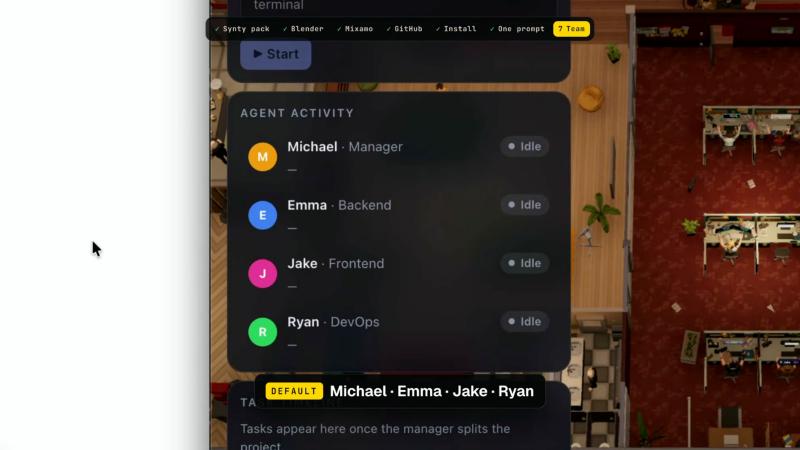 terminal
✓ Synty pack ✓ Blender ✓ Mixamo ✓ GitHub ✓ Install ✓ One prompt 7 Team
▶ Start
AGENT ACTIVITY
M Michael · Manager Idle
—
E Emma · Backend Idle
—
J Jake · Frontend Idle
—
R Ryan · DevOps Idle
—
DEFAULT Michael · Emma · Jake · Ryan
Tasks appear here once the manager splits the
project